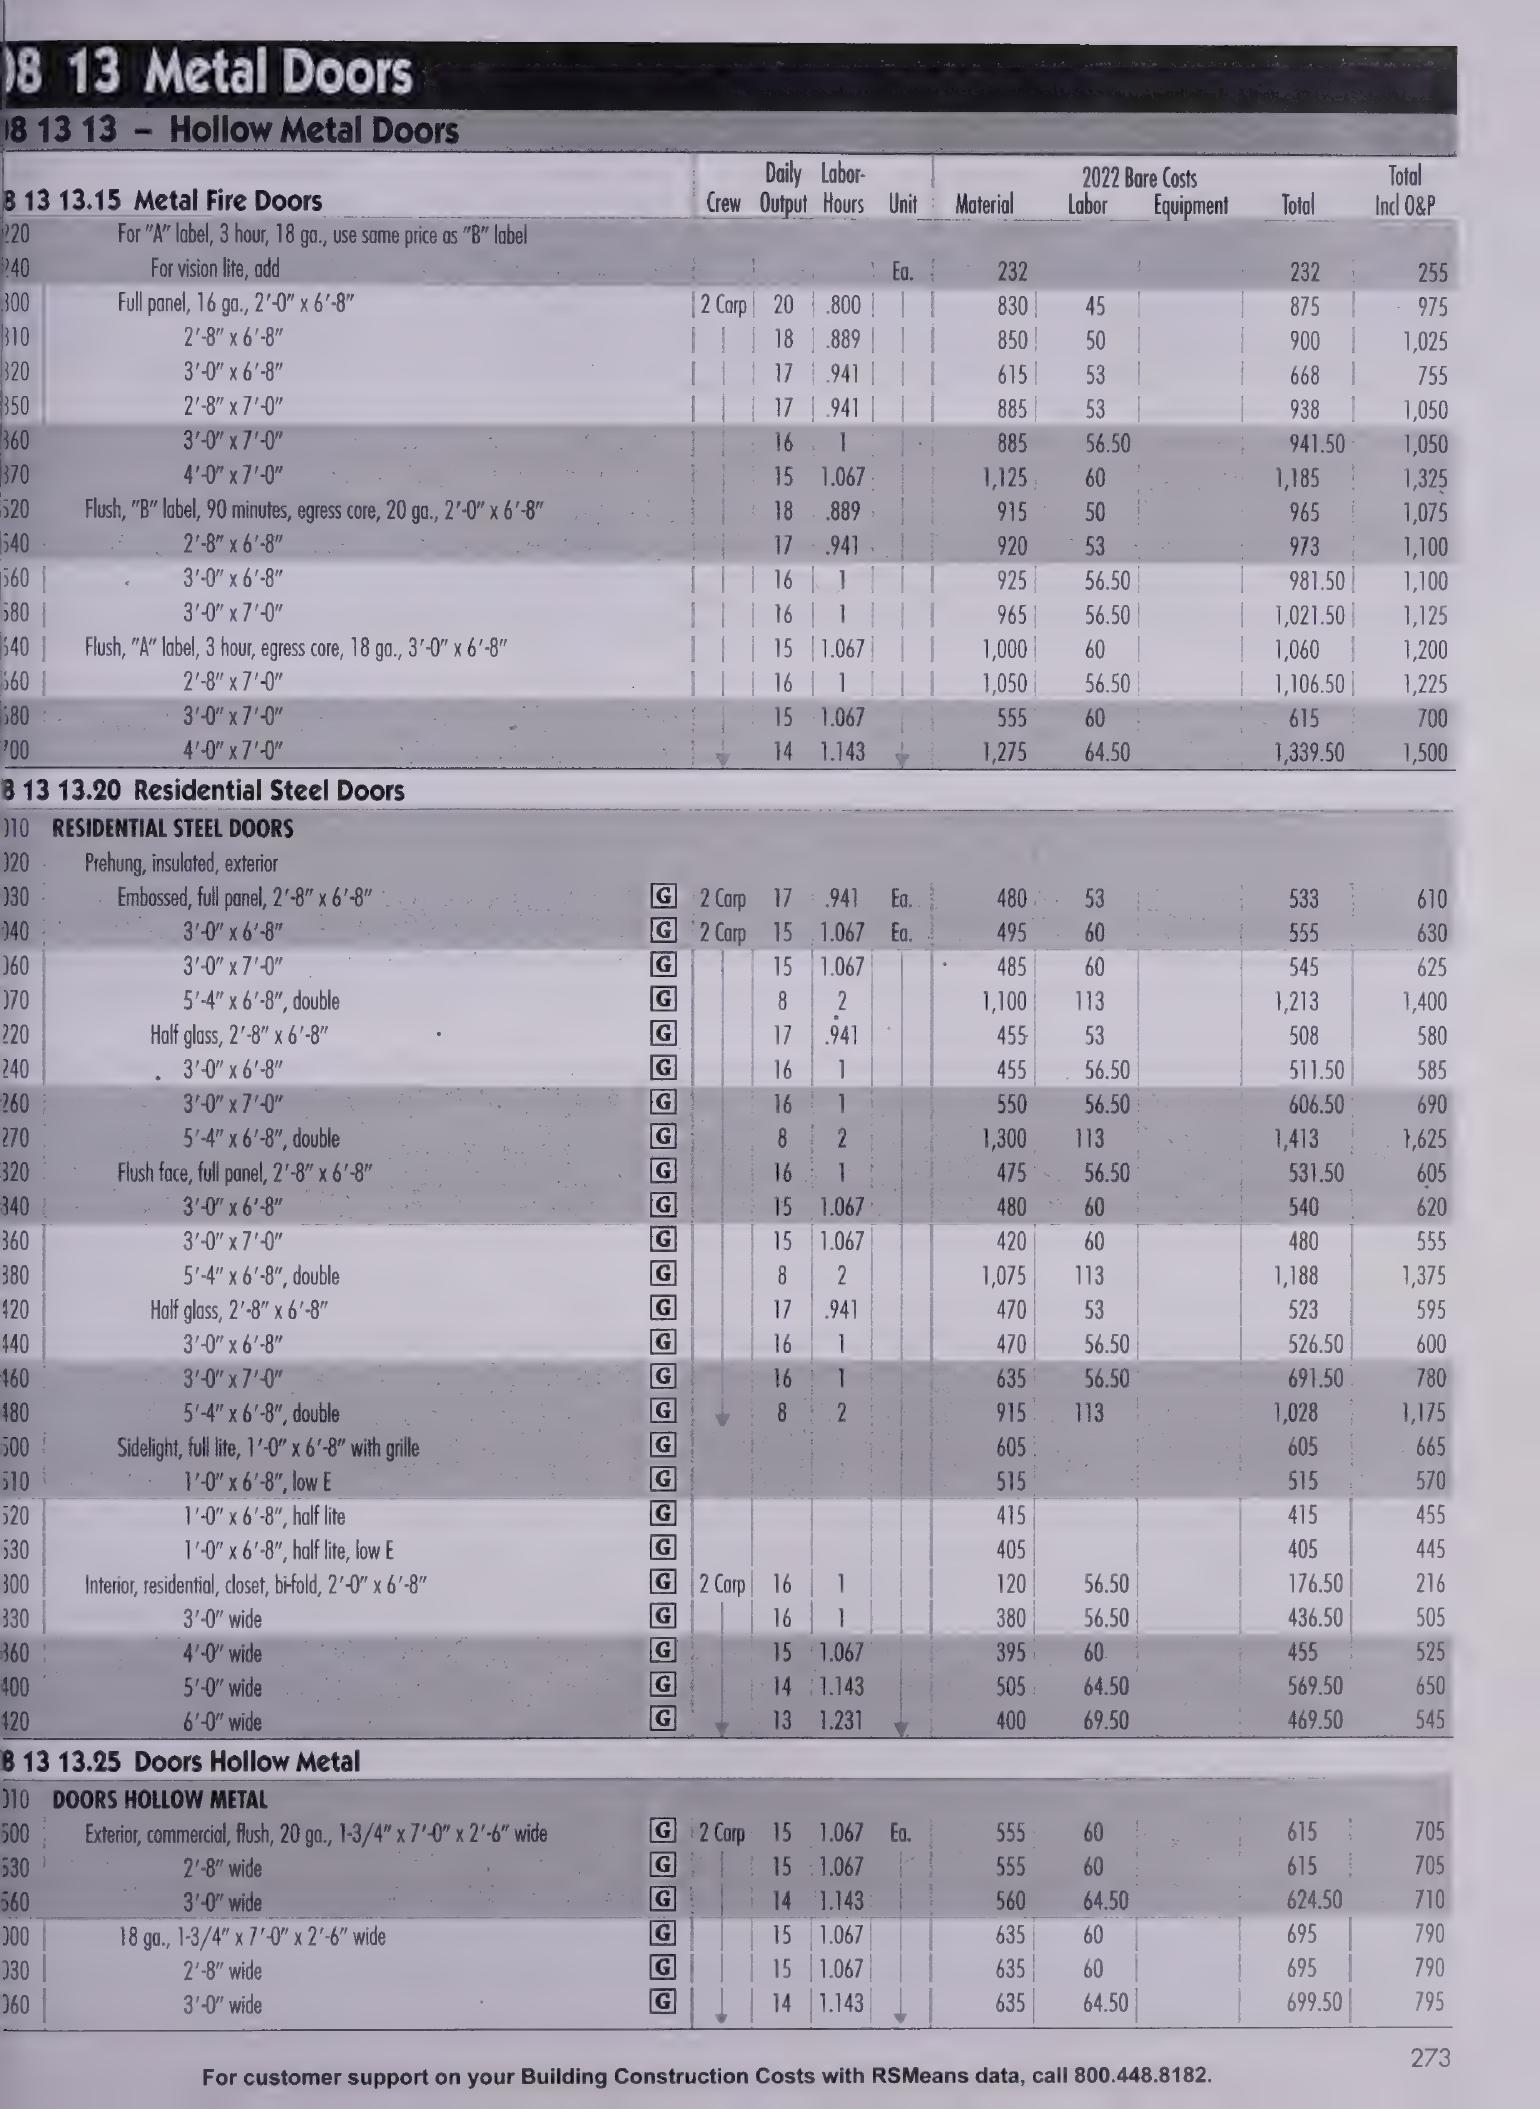 08 13 Metal Doors
08 13 13 – Hollow Metal Doors
8 13 13.15 Metal Fire Doors Crew Daily Output Labor-Hours Unit 2022 Bare Costs Material Labor Equipment Total Total Incl O&P
220 For "A" label, 3 hour, 18 ga., use same price as "B" label
240 For vision lite, add Ea. 232 232 255
300 Full panel, 16 ga., 2'-0" x 6'-8" 2 Carp 20 .800 830 45 875 975
310 2'-8" x 6'-8" 18 .889 850 50 900 1,025
320 3'-0" x 6'-8" 17 .941 615 53 668 755
350 2'-8" x 7'-0" 17 .941 885 53 938 1,050
360 3'-0" x 7'-0" 16 1 885 56.50 941.50 1,050
370 4'-0" x 7'-0" 15 1.067 1,125 60 1,185 1,325
520 Flush, "B" label, 90 minutes, egress core, 20 ga., 2'-0" x 6'-8" 18 .889 915 50 965 1,075
540 2'-8" x 6'-8" 17 .941 920 53 973 1,100
560 3'-0" x 6'-8" 16 1 925 56.50 981.50 1,100
580 3'-0" x 7'-0" 16 1 965 56.50 1,021.50 1,125
640 Flush, "A" label, 3 hour, egress core, 18 ga., 3'-0" x 6'-8" 15 1.067 1,000 60 1,060 1,200
660 2'-8" x 7'-0" 16 1 1,050 56.50 1,106.50 1,225
680 3'-0" x 7'-0" 15 1.067 555 60 615 700
700 4'-0" x 7'-0" 14 1.143 1,275 64.50 1,339.50 1,500
8 13 13.20 Residential Steel Doors
010 RESIDENTIAL STEEL DOORS
020 Prehung, insulated, exterior
030 Embossed, full panel, 2'-8" x 6'-8" G 2 Carp 17 .941 Ea. 480 53 533 610
040 3'-0" x 6'-8" G 2 Carp 15 1.067 Ea. 495 60 555 630
060 3'-0" x 7'-0" G 15 1.067 485 60 545 625
070 5'-4" x 6'-8", double G 8 2 1,100 113 1,213 1,400
220 Half glass, 2'-8" x 6'-8" G 17 .941 455 53 508 580
240 3'-0" x 6'-8" G 16 1 455 56.50 511.50 585
260 3'-0" x 7'-0" G 16 1 550 56.50 606.50 690
270 5'-4" x 6'-8", double G 8 2 1,300 113 1,413 1,625
320 Flush face, full panel, 2'-8" x 6'-8" G 16 1 475 56.50 531.50 605
340 3'-0" x 6'-8" G 15 1.067 480 60 540 620
360 3'-0" x 7'-0" G 15 1.067 420 60 480 555
380 5'-4" x 6'-8", double G 8 2 1,075 113 1,188 1,375
420 Half glass, 2'-8" x 6'-8" G 17 .941 470 53 523 595
440 3'-0" x 6'-8" G 16 1 470 56.50 526.50 600
460 3'-0" x 7'-0" G 16 1 635 56.50 691.50 780
480 5'-4" x 6'-8", double G 8 2 915 113 1,028 1,175
500 Sidelight, full lite, 1'-0" x 6'-8" with grille G 605 605 665
510 1'-0" x 6'-8", low E G 515 515 570
520 1'-0" x 6'-8", half lite G 415 415 455
530 1'-0" x 6'-8", half lite, low E G 405 405 445
300 Interior, residential, closet, bi-fold, 2'-0" x 6'-8" G 2 Carp 16 1 120 56.50 176.50 216
330 3'-0" wide G 16 1 380 56.50 436.50 505
360 4'-0" wide G 15 1.067 395 60 455 525
400 5'-0" wide G 14 1.143 505 64.50 569.50 650
420 6'-0" wide G 13 1.231 400 69.50 469.50 545
8 13 13.25 Doors Hollow Metal
010 DOORS HOLLOW METAL
500 Exterior, commercial, flush, 20 ga., 1-3/4" x 7'-0" x 2'-6" wide G 2 Carp 15 1.067 Ea. 555 60 615 705
530 2'-8" wide G 15 1.067 555 60 615 705
560 3'-0" wide G 14 1.143 560 64.50 624.50 710
000 18 ga., 1-3/4" x 7'-0" x 2'-6" wide G 15 1.067 635 60 695 790
030 2'-8" wide G 15 1.067 635 60 695 790
060 3'-0" wide G 14 1.143 635 64.50 699.50 795
273
For customer support on your Building Construction Costs with RSMeans data, call 800.448.8182.